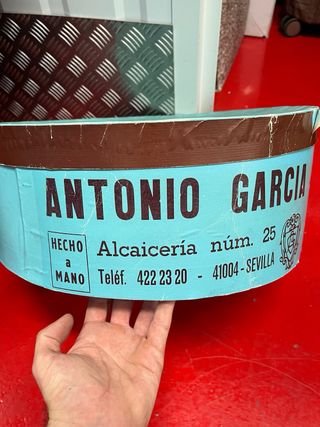 ANTONIO GARCIA
HECHO
a
MANO
Alcaicería núm. 25
Teléf. 422 23 20 - 41004 - SEVILLA